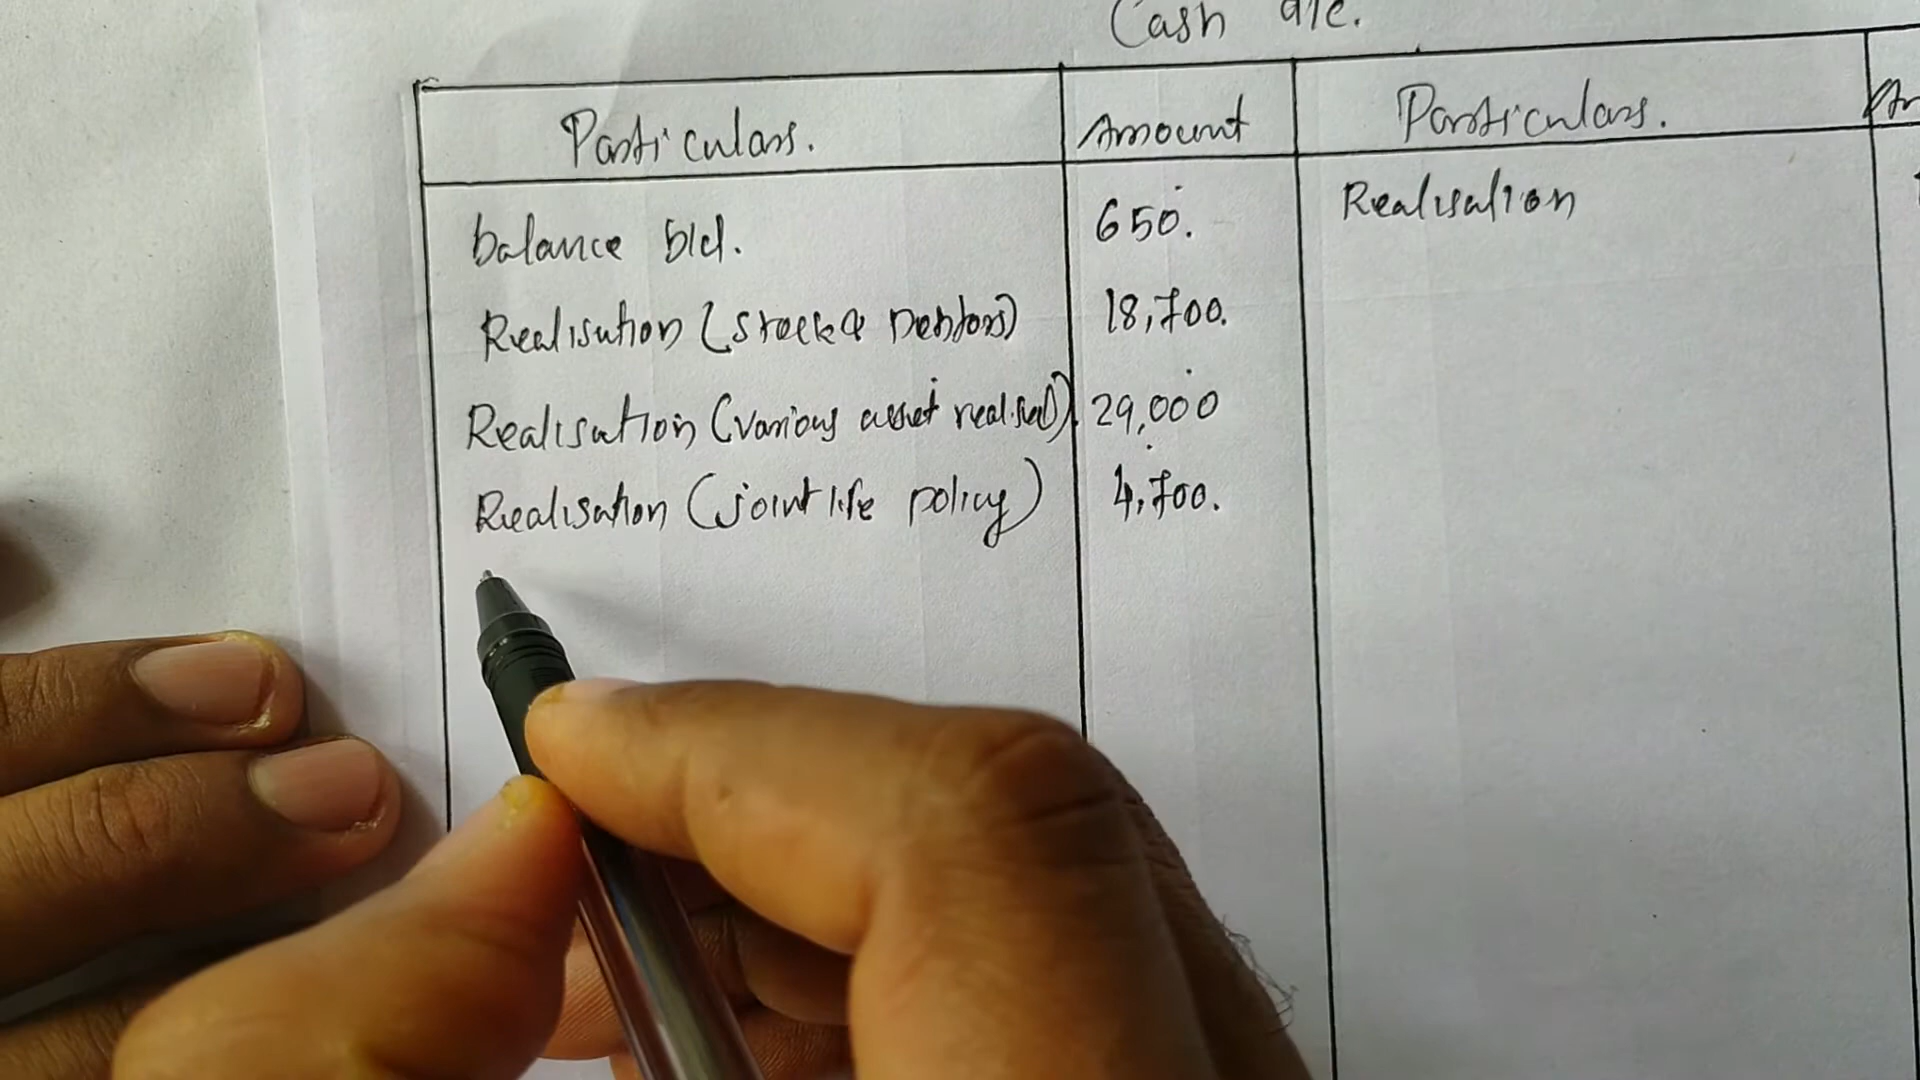 Cash a/c.
Particulars. Amount Particulars. Am
balance b/d. 650. Realisation
Realisation (stock & Debtors) 18,700.
Realisation (various asset realised). 29,000
Realisation (joint life policy) 4,700.